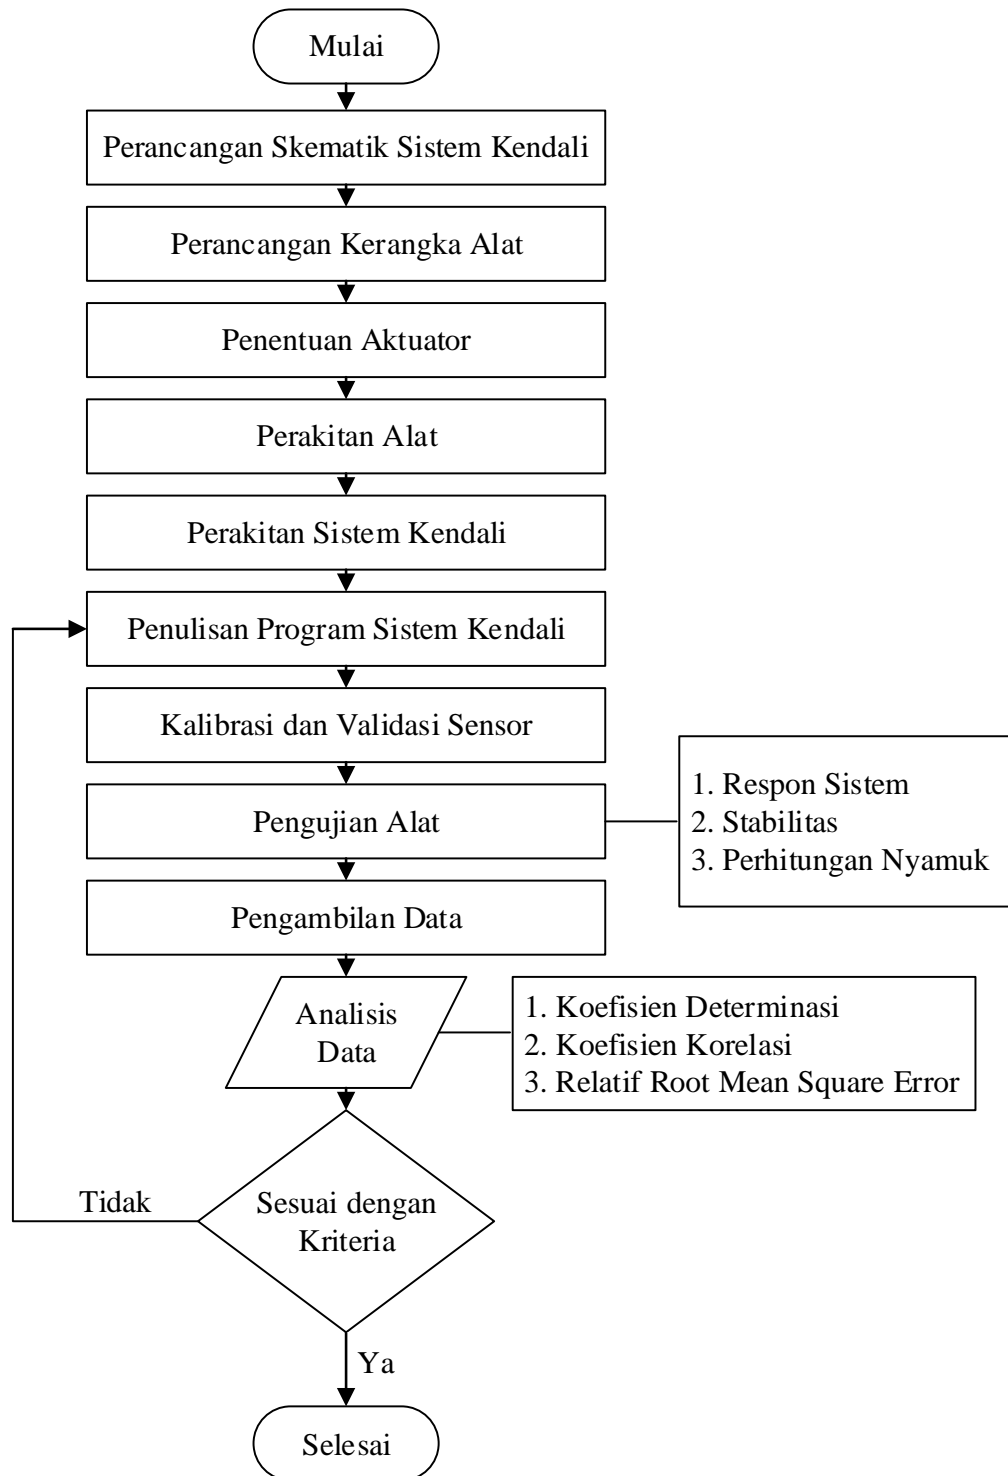 Mulai
Perancangan Skematik Sistem Kendali
Perancangan Kerangka Alat
Penentuan Aktuator
Perakitan Alat
Perakitan Sistem Kendali
Penulisan Program Sistem Kendali
Kalibrasi dan Validasi Sensor
Pengujian Alat
1. Respon Sistem
2. Stabilitas
3. Perhitungan Nyamuk
Pengambilan Data
Analisis
Data
1. Koefisien Determinasi
2. Koefisien Korelasi
3. Relatif Root Mean Square Error
Tidak
Sesuai dengan
Kriteria
Ya
Selesai